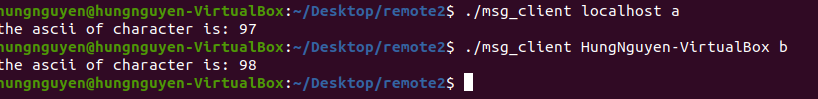 hungnguyen@hungnguyen-VirtualBox:~/Desktop/remote2$ ./msg_client localhost a
the ascii of character is: 97
hungnguyen@hungnguyen-VirtualBox:~/Desktop/remote2$ ./msg_client HungNguyen-VirtualBox b
the ascii of character is: 98
hungnguyen@hungnguyen-VirtualBox:~/Desktop/remote2$